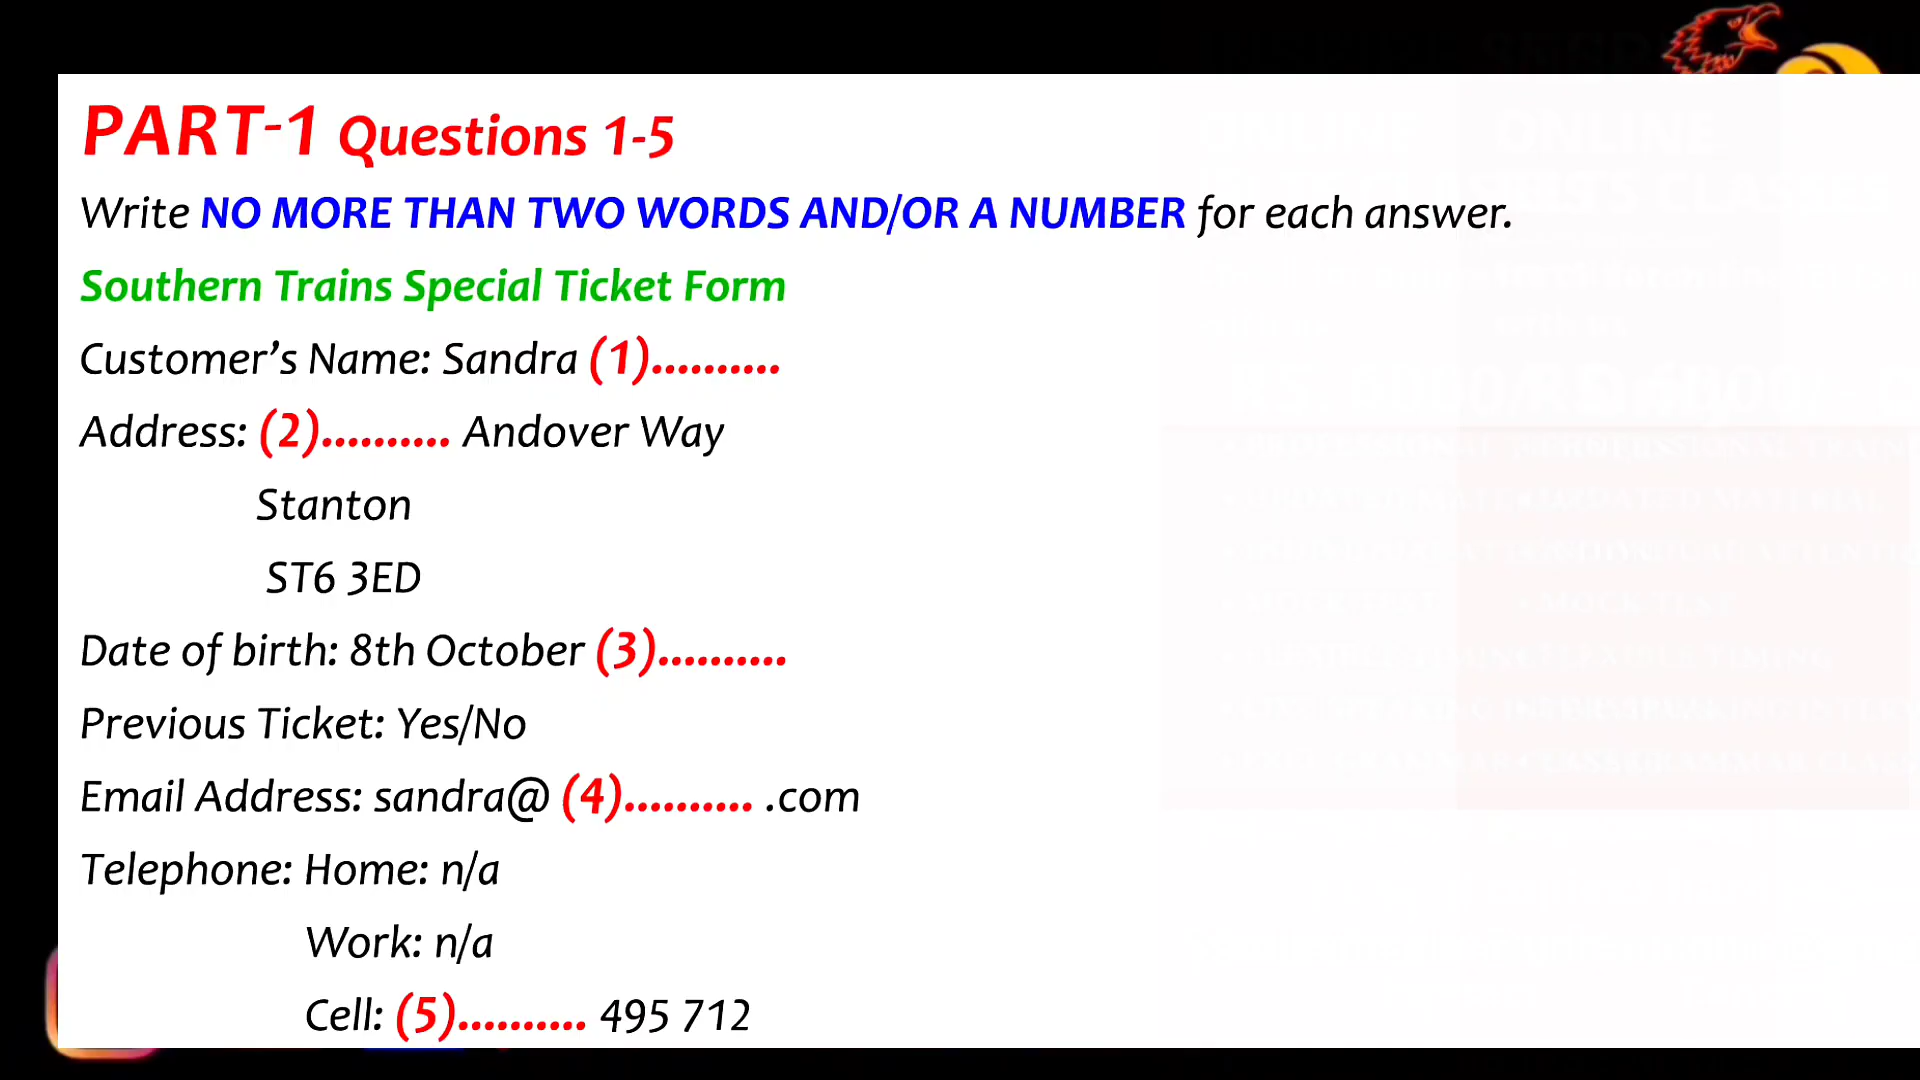 PART-1 Questions 1-5
Write NO MORE THAN TWO WORDS AND/OR A NUMBER for each answer.
Southern Trains Special Ticket Form
Customer’s Name: Sandra (1)..........
Address: (2).......... Andover Way
Stanton
ST6 3ED
Date of birth: 8th October (3)..........
Previous Ticket: Yes/No
Email Address: sandra@ (4).......... .com
Telephone: Home: n/a
Work: n/a
Cell: (5).......... 495 712